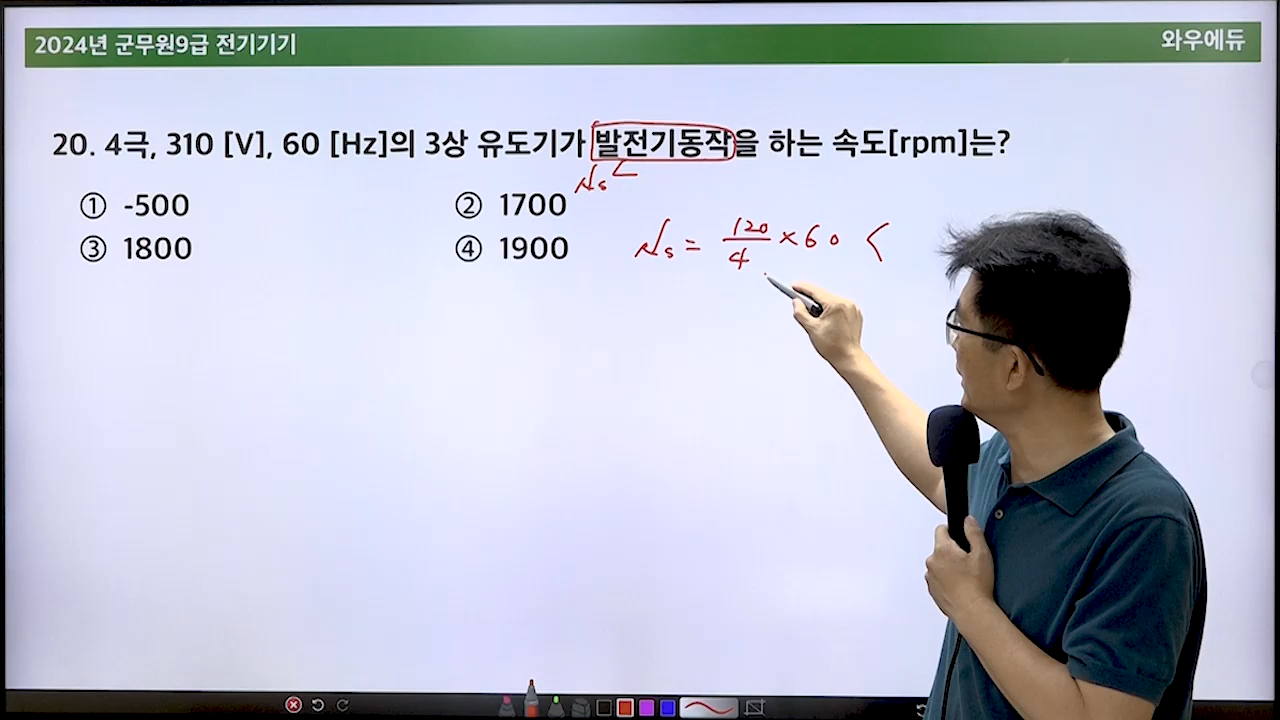 2024년 군무원9급 전기기기
와우에듀
20. 4극, 310 [V], 60 [Hz]의 3상 유도기가 발전기동작을 하는 속도[rpm]는?
Ns <
① -500
② 1700
③ 1800
④ 1900
Ns = 120/4 × 60 <